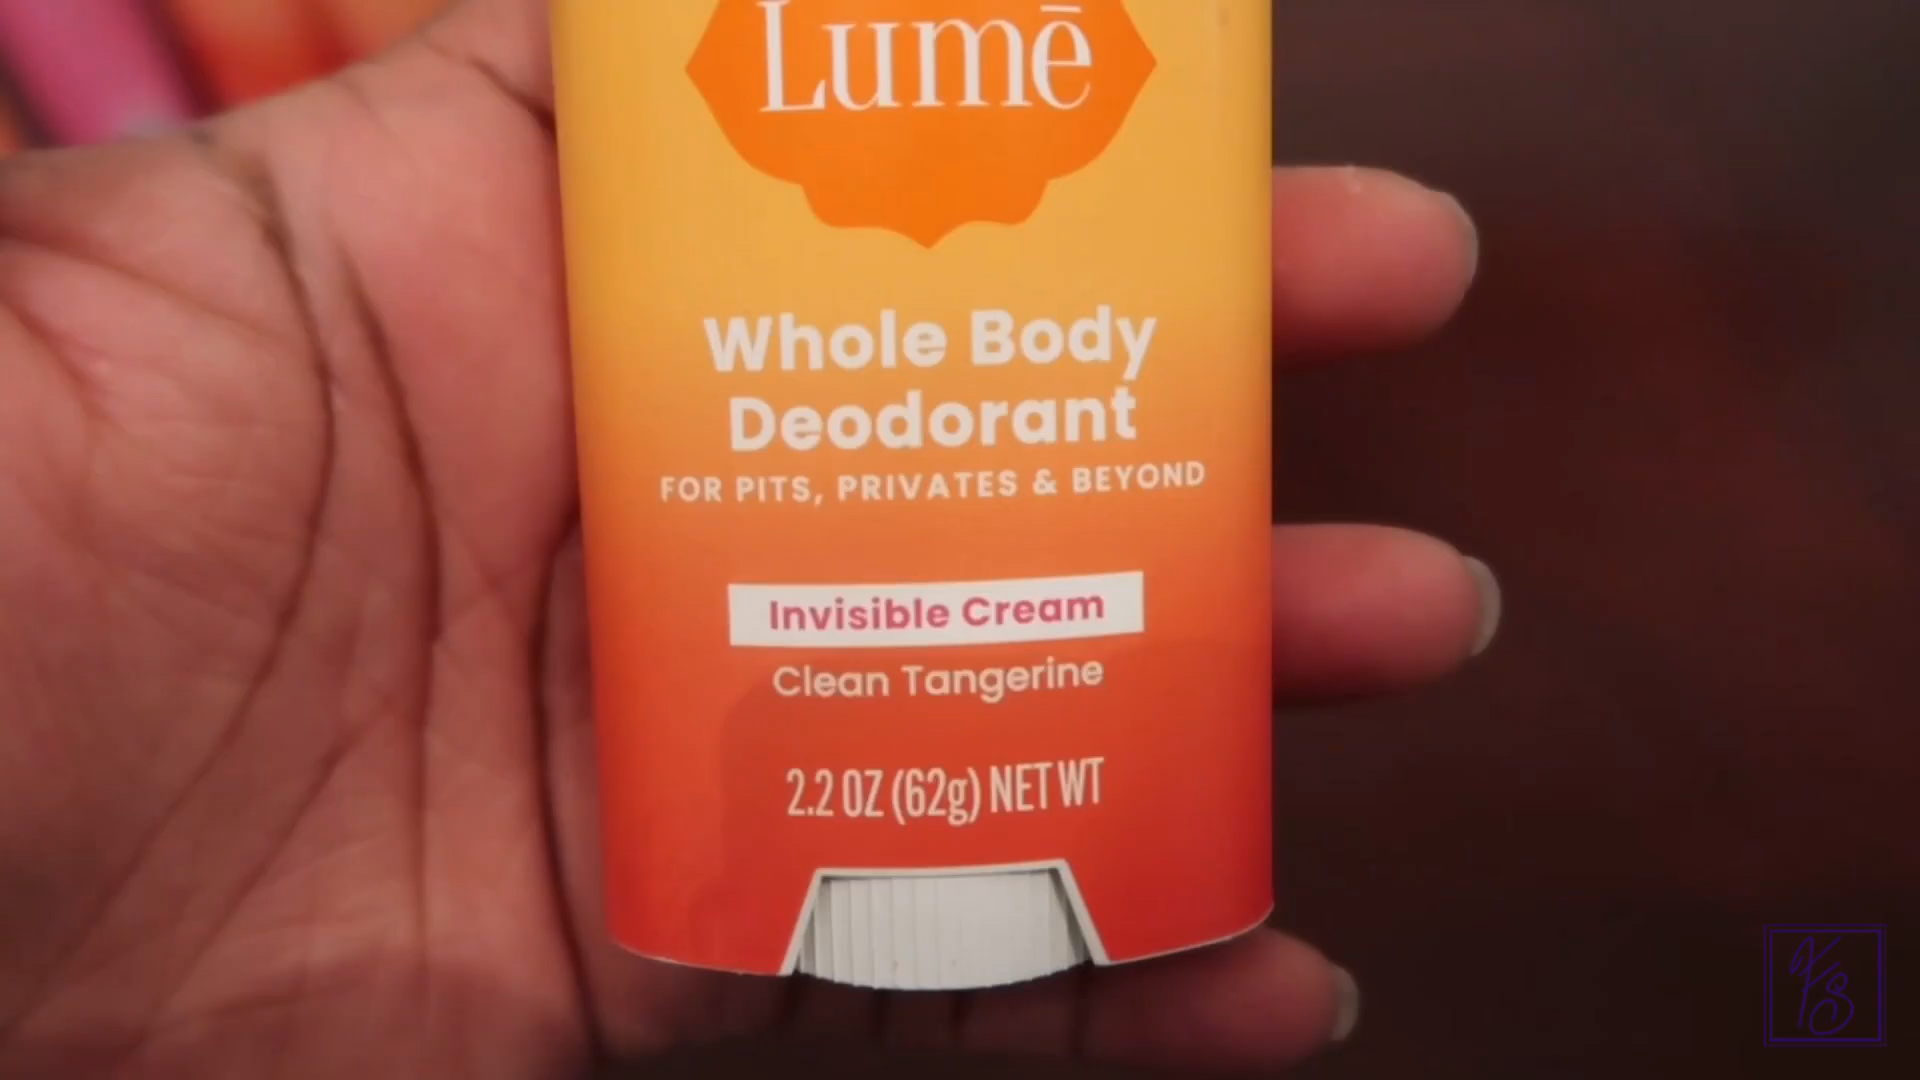 Lumē
Whole Body
Deodorant
FOR PITS, PRIVATES & BEYOND
Invisible Cream
Clean Tangerine
2.2 OZ (62g) NET WT